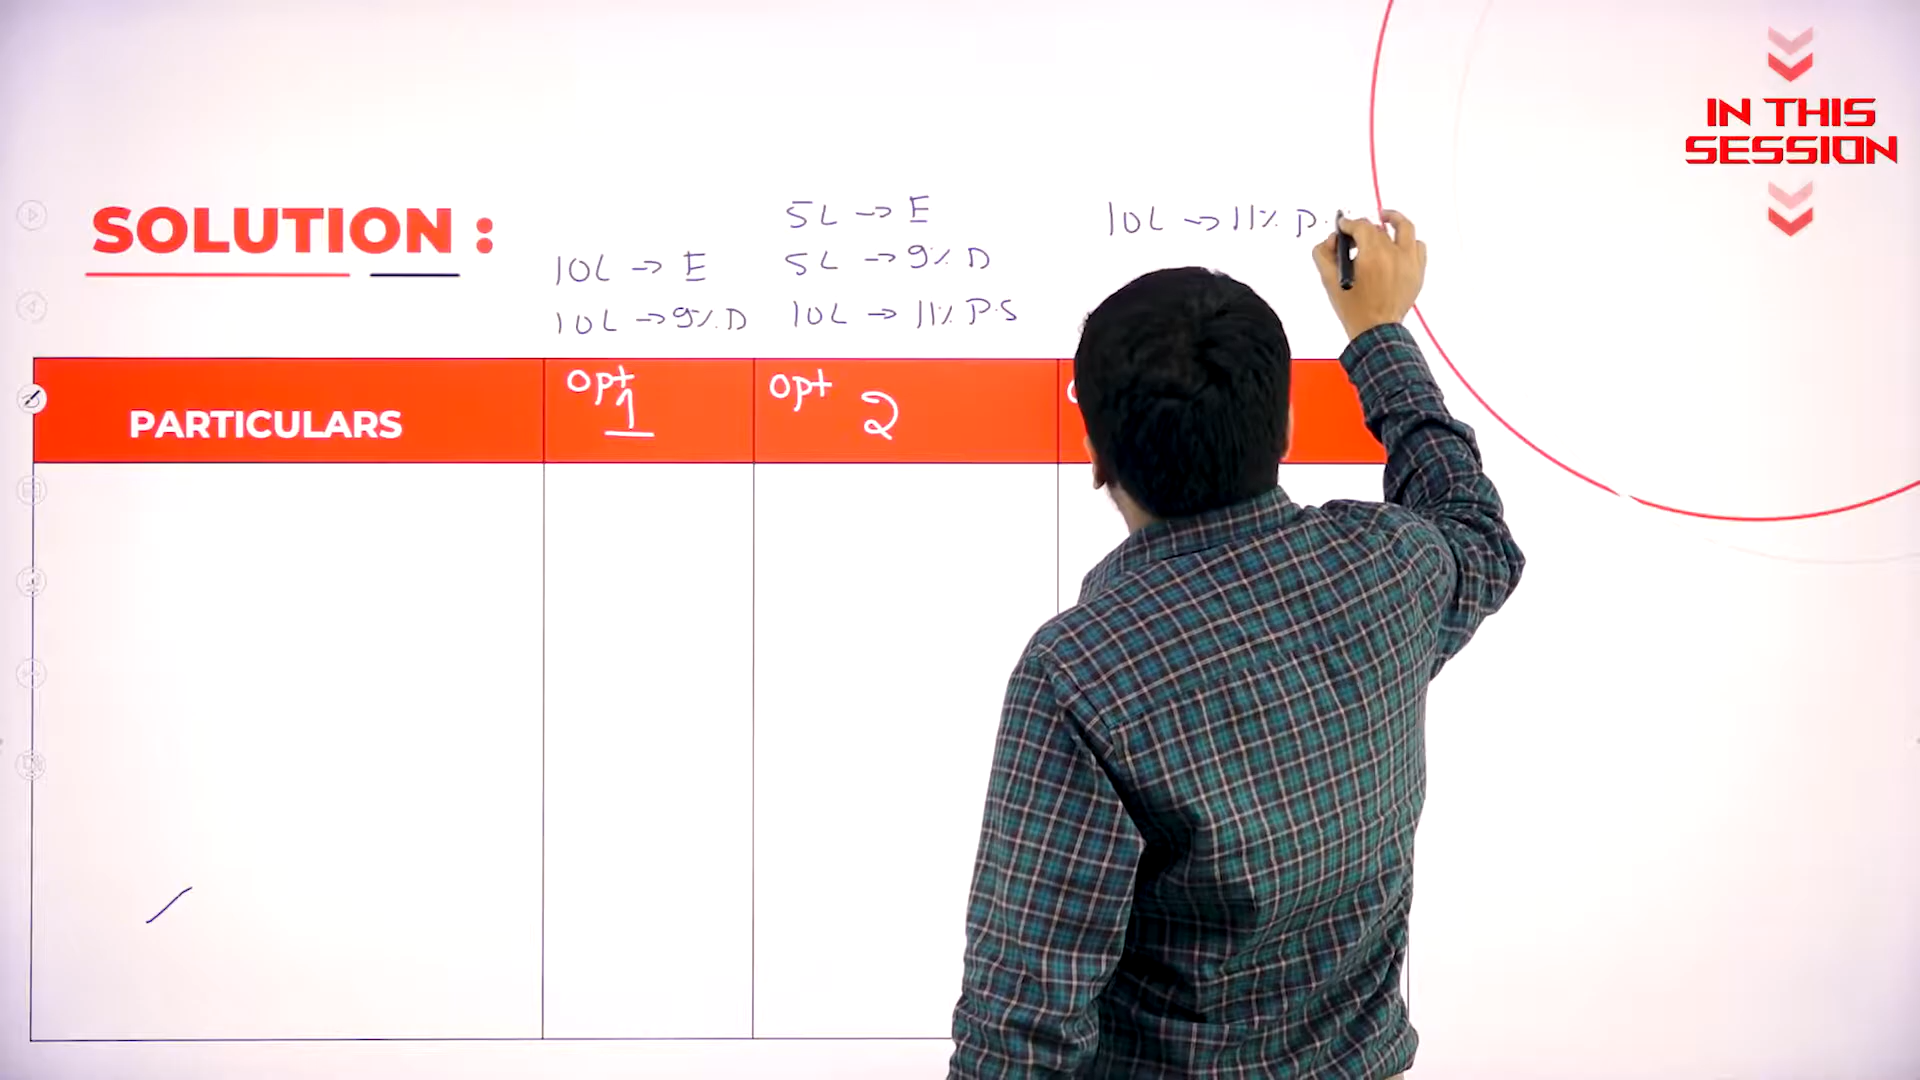 IN THIS
SESSION
SOLUTION :
10L → E
10L → 9% D
5L → E
5L → 9% D
10L → 11% P.S
10L → 11% P.
PARTICULARS
Opt 1
Opt 2